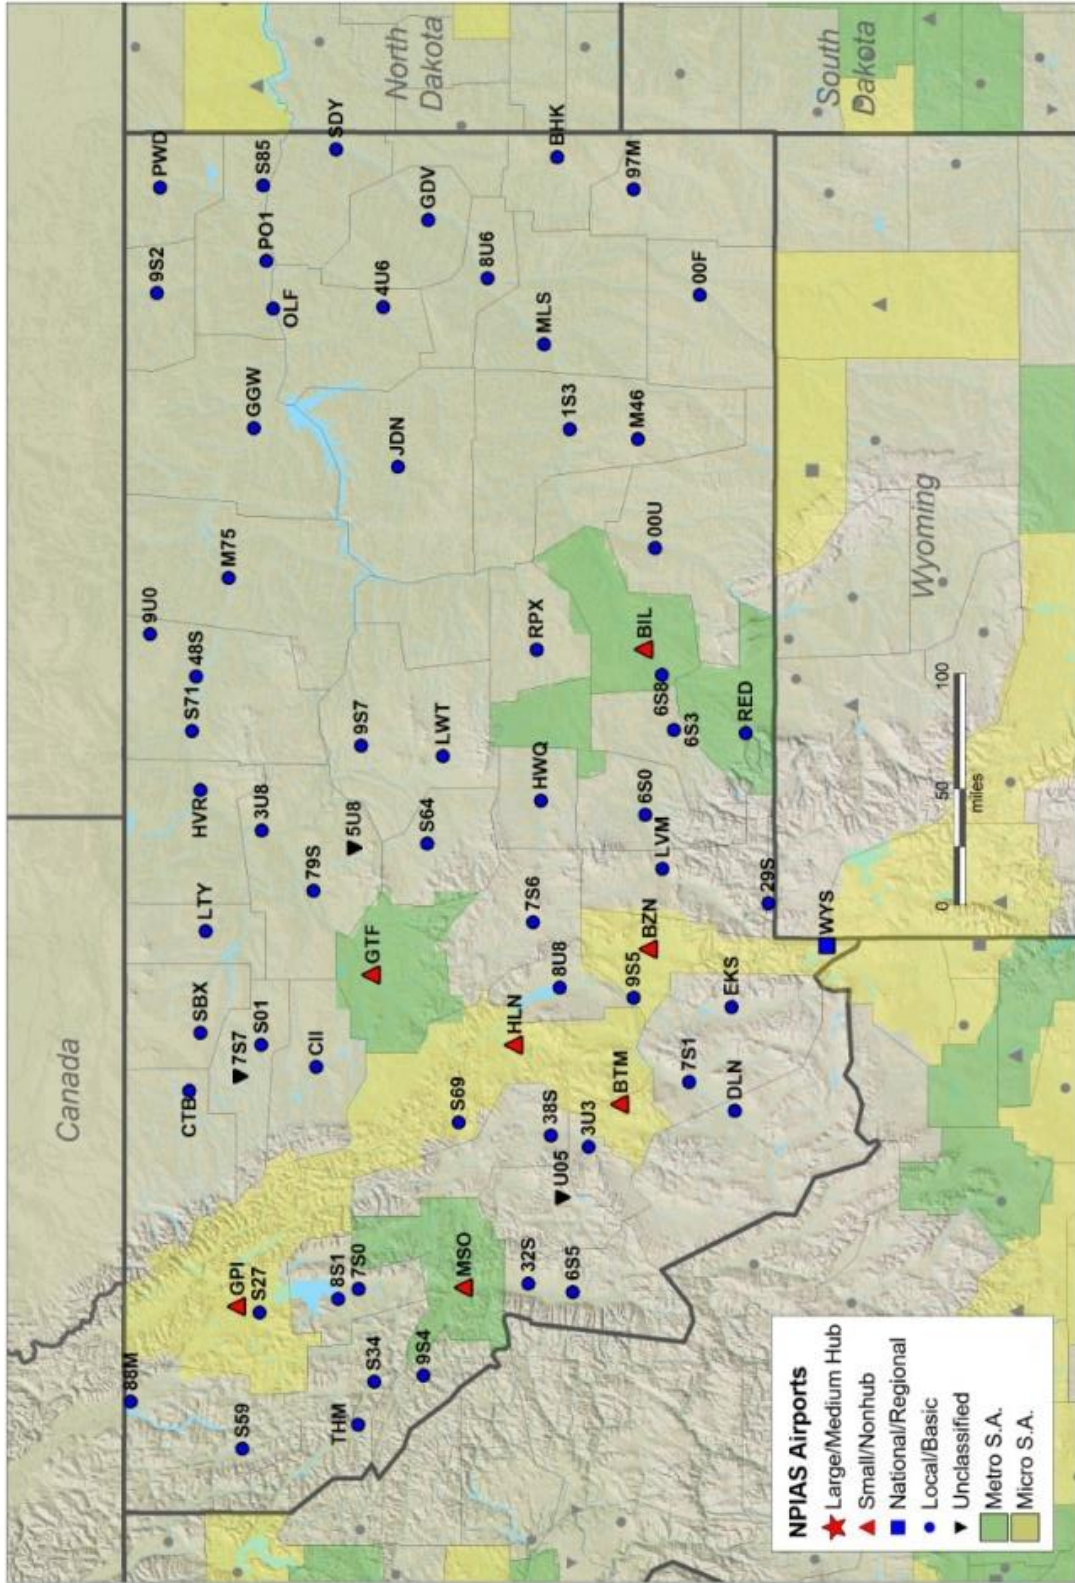 Canada
88M
GPI
S27
S59
8S1
7S0
THM
S34
9S4
MSO
32S
6S5
CTB
SBX
7S7
S01
CII
LTY
HVR
3U8
79S
5U8
GTF
S69
HLN
38S
U05
3U3
BTM
7S1
DLN
EKS
9S5
8U8
BZN
7S6
LVM
6S0
29S
WYS
S71
48S
9U0
M75
9S7
LWT
S64
HWQ
RPX
BIL
6S8
6S3
RED
00U
GGW
JDN
1S3
M46
9S2
PWD
OLF
PO1
S85
SDY
4U6
GDV
8U6
MLS
BHK
97M
00F
North
Dakota
South
Dakota
Wyoming
0 50 100
miles
NPIAS Airports
Large/Medium Hub
Small/Nonhub
National/Regional
Local/Basic
Unclassified
Metro S.A.
Micro S.A.